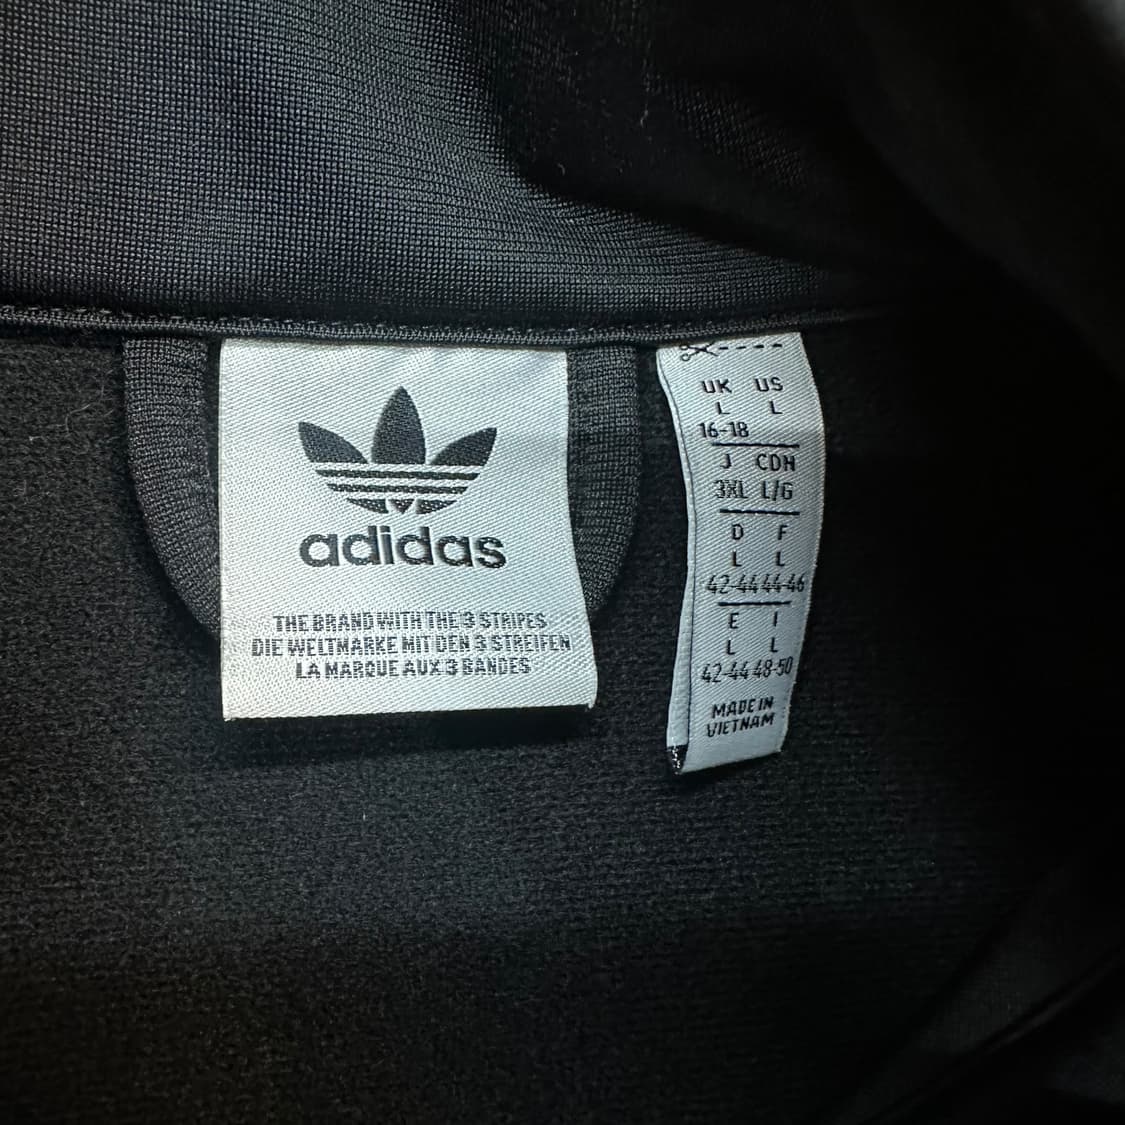 adidas
THE BRAND WITH THE 3 STRIPES
DIE WELTMARKE MIT DEN 3 STREIFEN
LA MARQUE AUX 3 BANDES
UK US
L L
16-18
J CDN
3XL L/G
D F
L L
42-44 44-46
E I
L L
42-44 48-50
MADE IN
VIETNAM